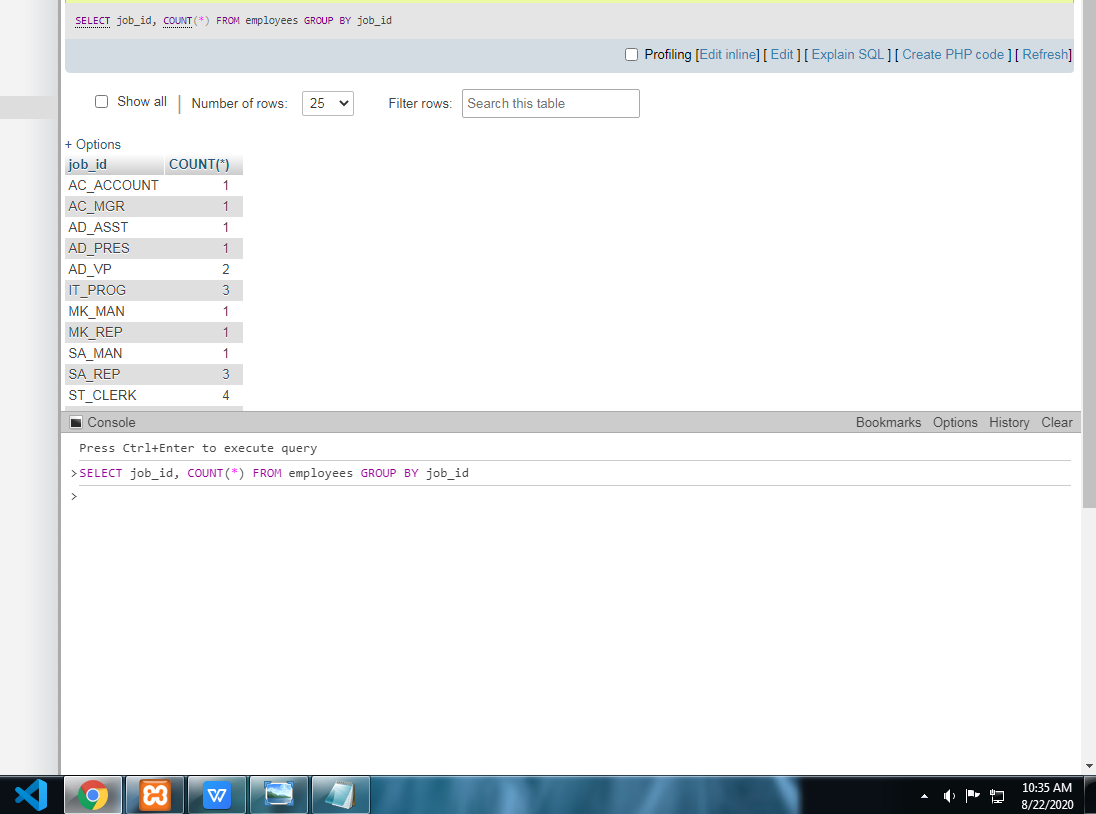 SELECT job_id, COUNT(*) FROM employees GROUP BY job_id
Profiling [Edit inline] [ Edit ] [ Explain SQL ] [ Create PHP code ] [ Refresh]
Show all | Number of rows: 25 Filter rows: Search this table
+ Options
job_id COUNT(*)
AC_ACCOUNT 1
AC_MGR 1
AD_ASST 1
AD_PRES 1
AD_VP 2
IT_PROG 3
MK_MAN 1
MK_REP 1
SA_MAN 1
SA_REP 3
ST_CLERK 4
Console Bookmarks Options History Clear
Press Ctrl+Enter to execute query
>SELECT job_id, COUNT(*) FROM employees GROUP BY job_id
>
10:35 AM
8/22/2020